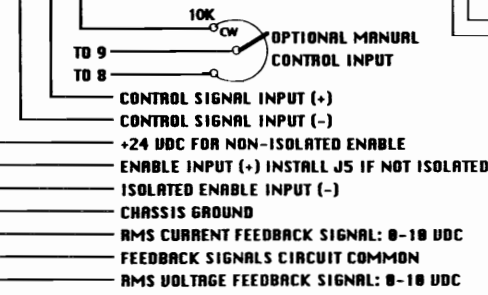 10K
CW
OPTIONAL MANUAL
CONTROL INPUT
TO 9
TO 8
CONTROL SIGNAL INPUT (+)
CONTROL SIGNAL INPUT (-)
+24 VDC FOR NON-ISOLATED ENABLE
ENABLE INPUT (+) INSTALL J5 IF NOT ISOLATED
ISOLATED ENABLE INPUT (-)
CHASSIS GROUND
RMS CURRENT FEEDBACK SIGNAL: 0-10 VDC
FEEDBACK SIGNALS CIRCUIT COMMON
RMS VOLTAGE FEEDBACK SIGNAL: 0-10 VDC